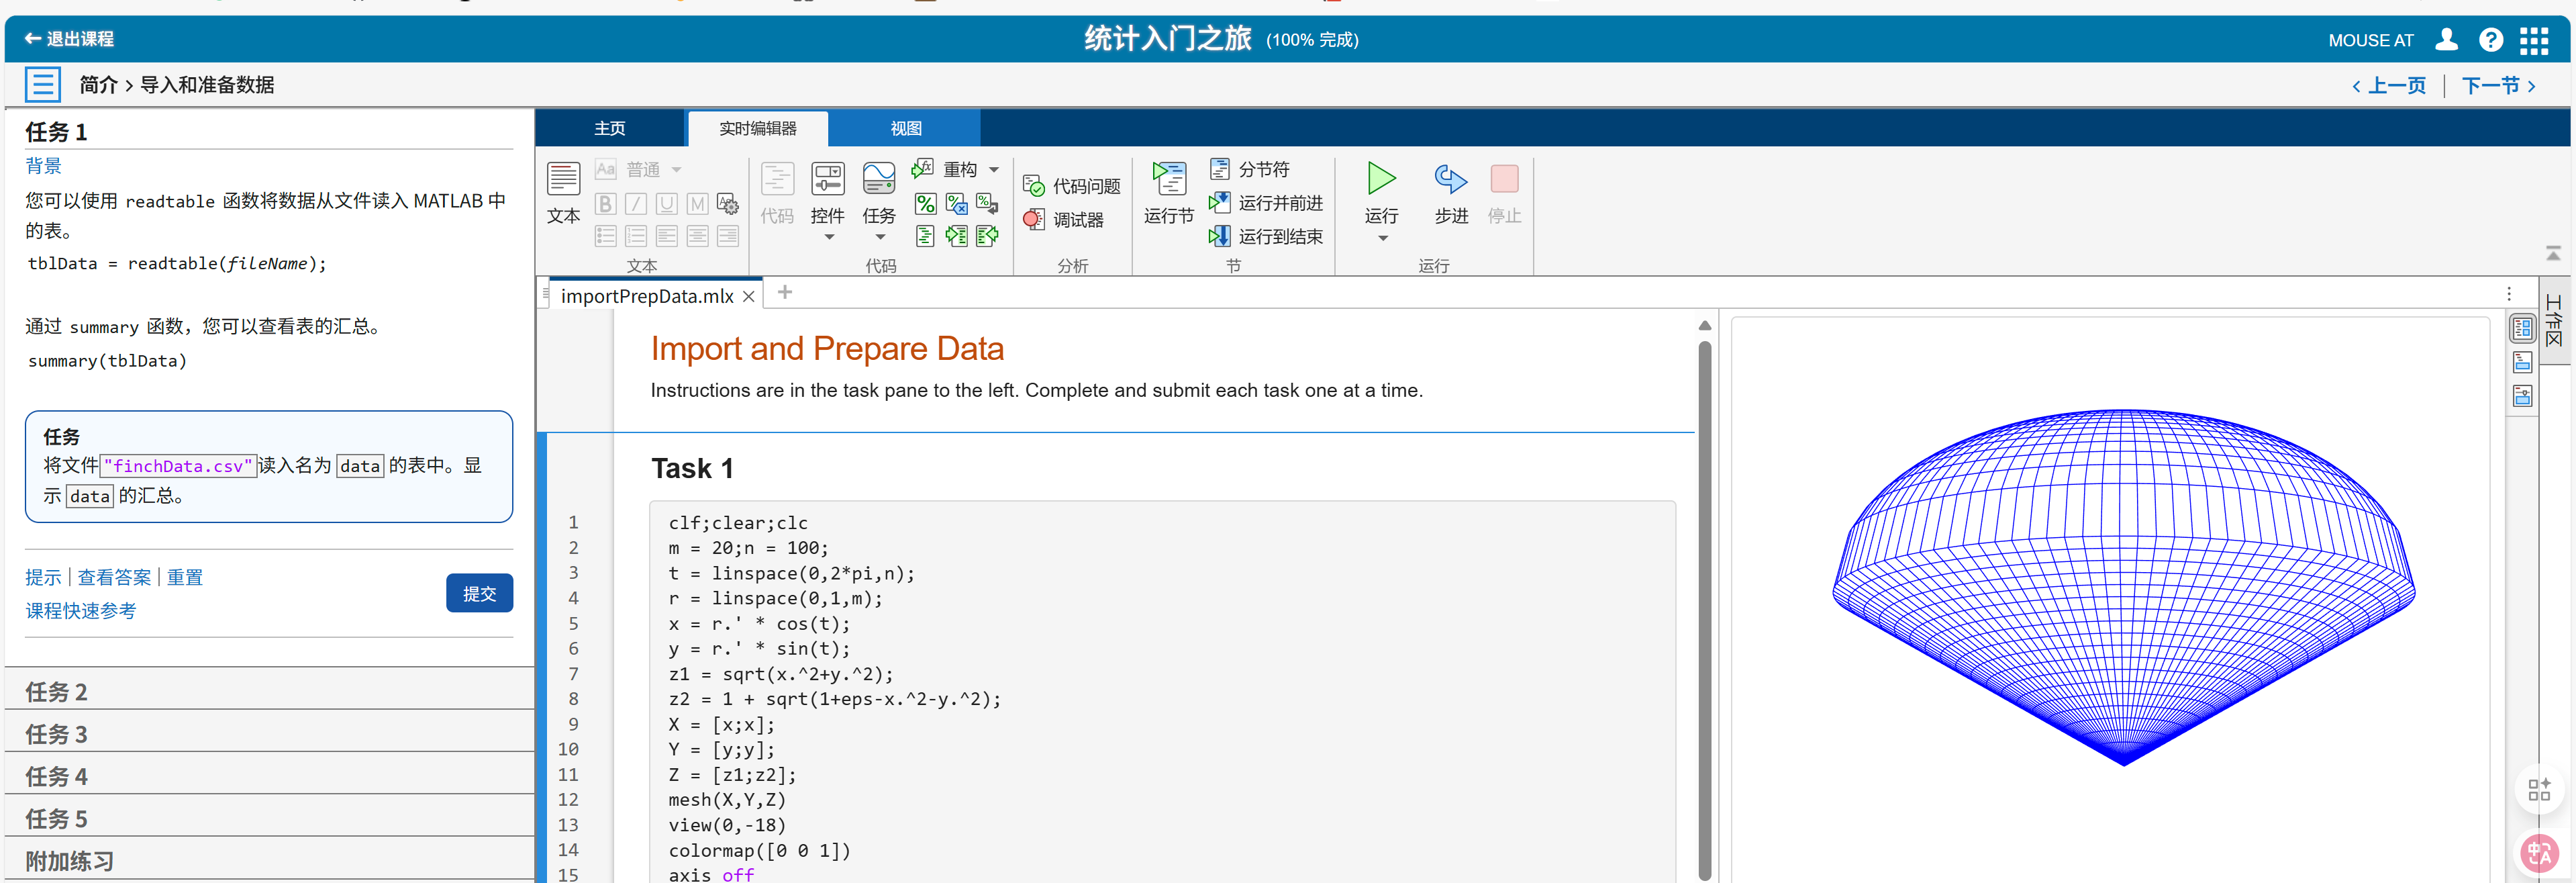 ← 退出课程
统计入门之旅 (100% 完成)
MOUSE AT
简介 > 导入和准备数据
< 上一页 | 下一节 >
任务 1
背景
您可以使用 readtable 函数将数据从文件读入 MATLAB 中
的表。
tblData = readtable(fileName);
通过 summary 函数，您可以查看表的汇总。
summary(tblData)
任务
将文件"finchData.csv"读入名为 data 的表中。显
示 data 的汇总。
提示 | 查看答案 | 重置
课程快速参考
提交
任务 2
任务 3
任务 4
任务 5
附加练习
主页
实时编辑器
视图
文本
普通
文本
代码
控件
任务
重构
代码
代码问题
调试器
分析
运行节
分节符
运行并前进
运行到结束
节
运行
步进
停止
运行
importPrepData.mlx
工作区
Import and Prepare Data
Instructions are in the task pane to the left. Complete and submit each task one at a time.
Task 1
1 clf;clear;clc
2 m = 20;n = 100;
3 t = linspace(0,2*pi,n);
4 r = linspace(0,1,m);
5 x = r.' * cos(t);
6 y = r.' * sin(t);
7 z1 = sqrt(x.^2+y.^2);
8 z2 = 1 + sqrt(1+eps-x.^2-y.^2);
9 X = [x;x];
10 Y = [y;y];
11 Z = [z1;z2];
12 mesh(X,Y,Z)
13 view(0,-18)
14 colormap([0 0 1])
15 axis off